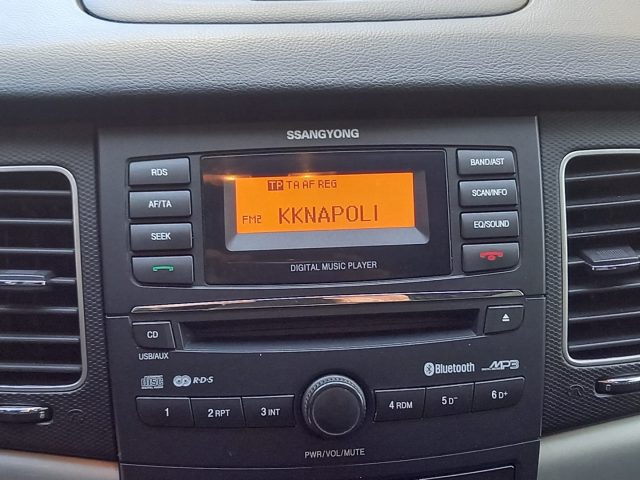 SSANGYONG
RDS
AF/TA
SEEK
TP TA AF REG
FM2 KKNAPOLI
DIGITAL MUSIC PLAYER
BAND/AST
SCAN/INFO
EQ/SOUND
CD
USB/AUX
R·D·S
Bluetooth
MP3
1
2 RPT
3 INT
4 RDM
5 D-
6 D+
PWR/VOL/MUTE